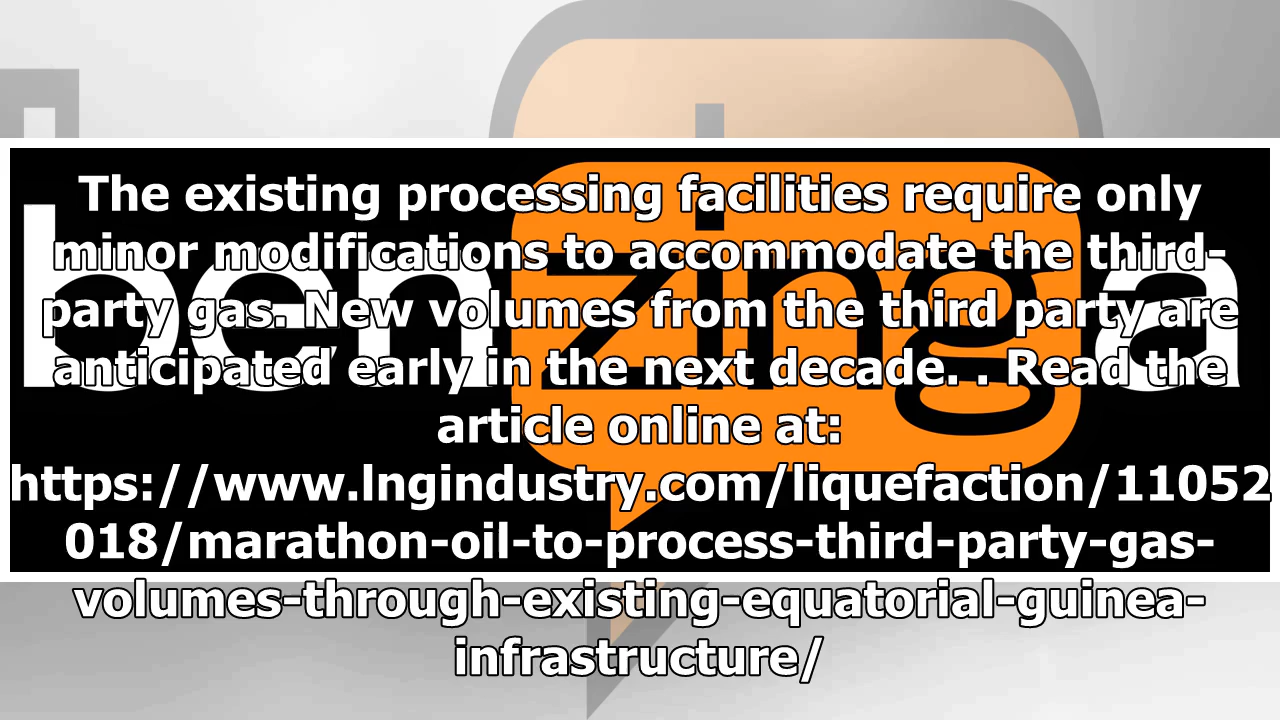 The existing processing facilities require only
minor modifications to accommodate the third-
party gas. New volumes from the third party are
anticipated early in the next decade. . Read the
article online at:
https://www.lngindustry.com/liquefaction/11052
018/marathon-oil-to-process-third-party-gas-
volumes-through-existing-equatorial-guinea-
infrastructure/
benzinga